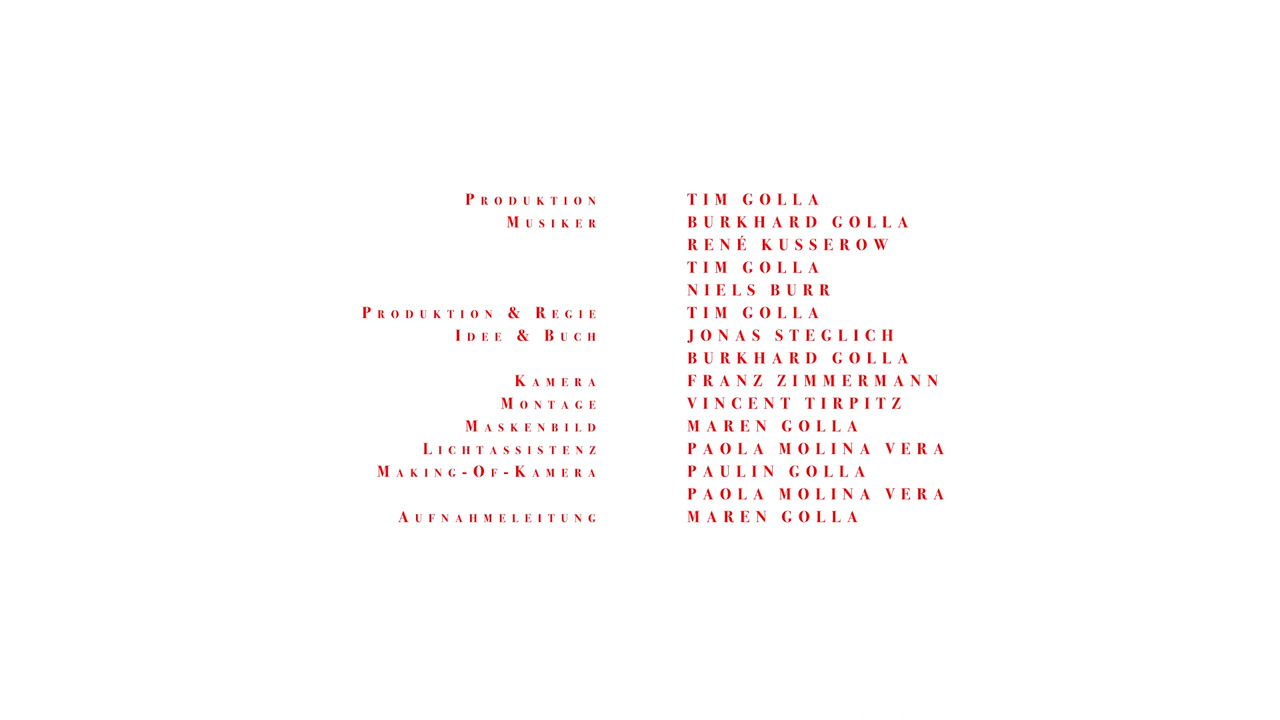 Produktion TIM GOLLA
Musiker BURKHARD GOLLA
RENÉ KUSSEROW
TIM GOLLA
NIELS BURR
Produktion & Regie TIM GOLLA
Idee & Buch JONAS STEGLICH
BURKHARD GOLLA
Kamera FRANZ ZIMMERMANN
Montage VINCENT TIRPITZ
Maskenbild MAREN GOLLA
Lichtassistenz PAOLA MOLINA VERA
Making-Of-Kamera PAULIN GOLLA
PAOLA MOLINA VERA
Aufnahmeleitung MAREN GOLLA